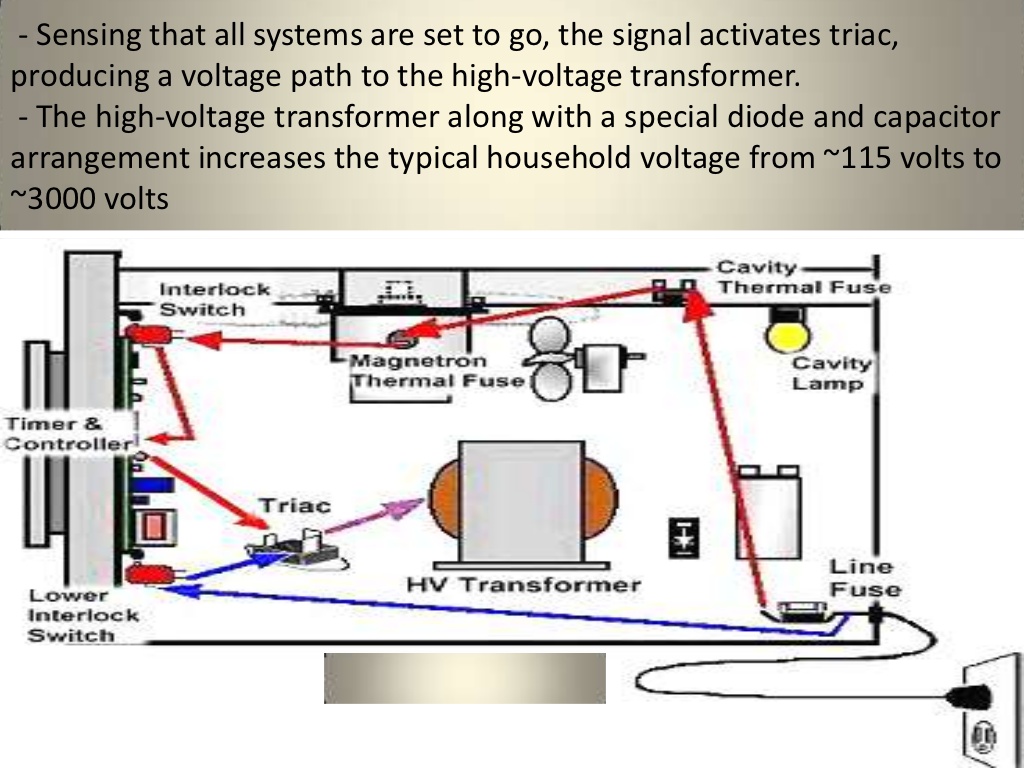 - Sensing that all systems are set to go, the signal activates triac,
producing a voltage path to the high-voltage transformer.
- The high-voltage transformer along with a special diode and capacitor
arrangement increases the typical household voltage from ~115 volts to
~3000 volts
Cavity
Thermal Fuse
Interlock
Switch
Magnetron
Thermal Fuse
Cavity
Lamp
Timer &
Controller
Triac
HV Transformer
Line
Fuse
Lower
Interlock
Switch